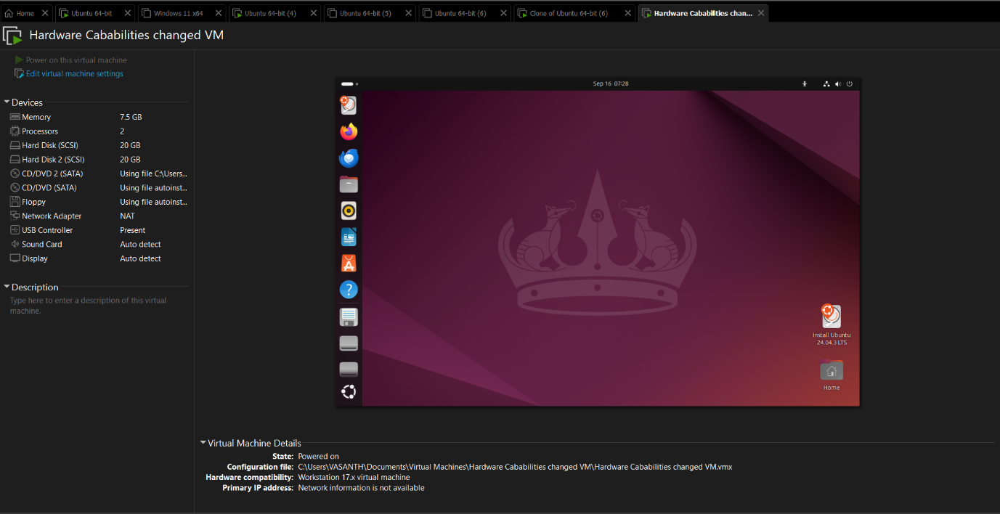 Home
Ubuntu 64-bit
Windows 11 x64
Ubuntu 64-bit (4)
Ubuntu 64-bit (5)
Ubuntu 64-bit (6)
Clone of Ubuntu 64-bit (6)
Hardware Cababilities chan...
Hardware Cababilities changed VM
Power on this virtual machine
Edit virtual machine settings
Devices
Memory 7.5 GB
Processors 2
Hard Disk (SCSI) 20 GB
Hard Disk 2 (SCSI) 20 GB
CD/DVD 2 (SATA) Using file C:\Users...
CD/DVD (SATA) Using file autoinst...
Floppy Using file autoinst...
Network Adapter NAT
USB Controller Present
Sound Card Auto detect
Display Auto detect
Description
Type here to enter a description of this virtual
machine.
Sep 16 07:28
Install Ubuntu
24.04.3 LTS
Home
Virtual Machine Details
State: Powered on
Configuration file: C:\Users\VASANTH\Documents\Virtual Machines\Hardware Cababilities changed VM\Hardware Cababilities changed VM.vmx
Hardware compatibility: Workstation 17.x virtual machine
Primary IP address: Network information is not available